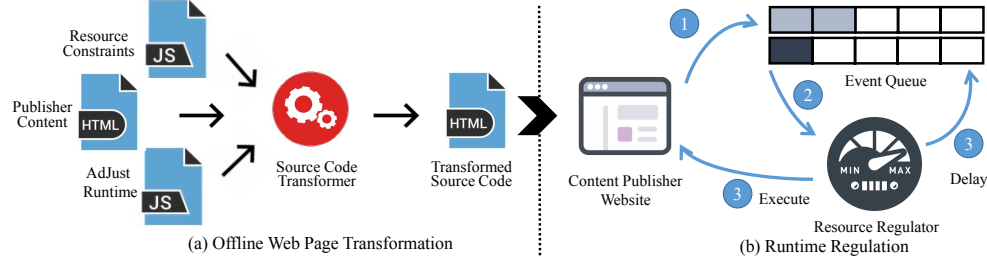 Resource
Constraints
JS
Publisher
Content
HTML
AdJust
Runtime
JS
Source Code
Transformer
HTML
Transformed
Source Code
(a) Offline Web Page Transformation
1
Event Queue
2
Content Publisher
Website
MIN MAX
3
Execute
3
Delay
Resource Regulator
(b) Runtime Regulation